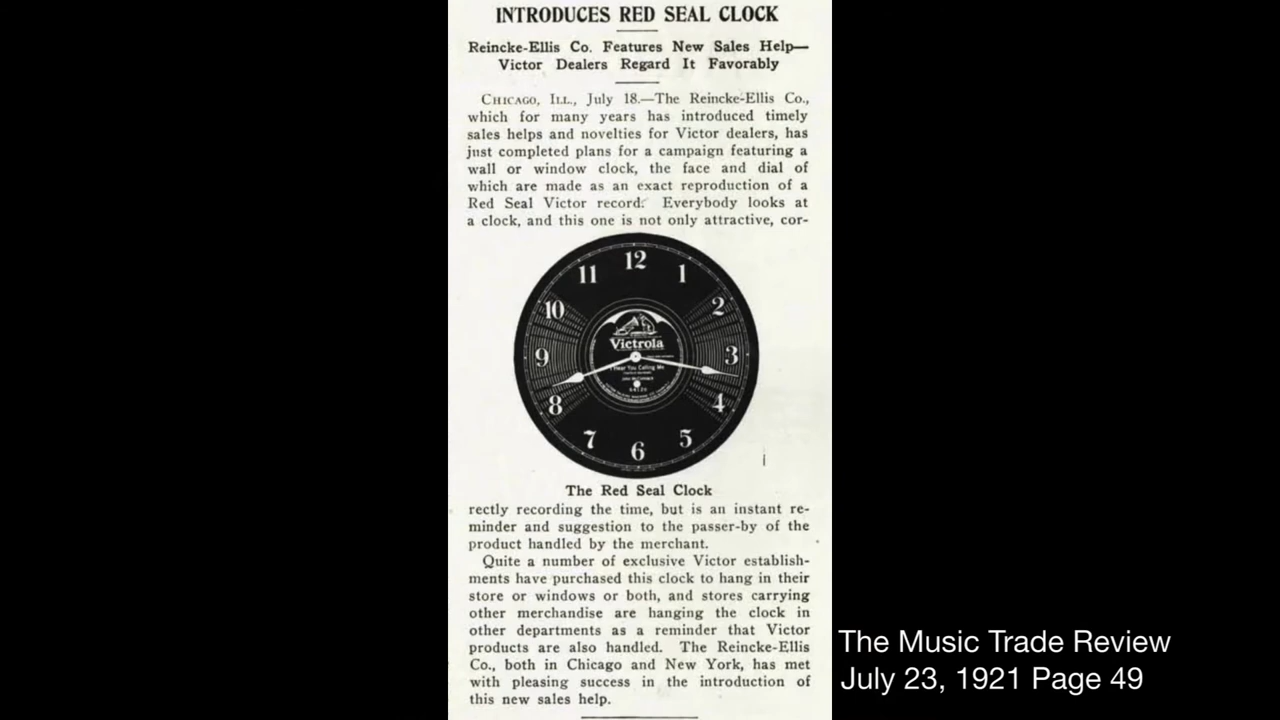 INTRODUCES RED SEAL CLOCK
Reincke-Ellis Co. Features New Sales Help—
Victor Dealers Regard It Favorably
CHICAGO, ILL., July 18.—The Reincke-Ellis Co.,
which for many years has introduced timely
sales helps and novelties for Victor dealers, has
just completed plans for a campaign featuring a
wall or window clock, the face and dial of
which are made as an exact reproduction of a
Red Seal Victor record. Everybody looks at
a clock, and this one is not only attractive, cor-
12
11 1
10 2
9 3
8 4
7 5
6
Victrola
I Hear You Calling Me
John McCormack
64120
The Red Seal Clock
rectly recording the time, but is an instant re-
minder and suggestion to the passer-by of the
product handled by the merchant.
Quite a number of exclusive Victor establish-
ments have purchased this clock to hang in their
store or windows or both, and stores carrying
other merchandise are hanging the clock in
other departments as a reminder that Victor
products are also handled. The Reincke-Ellis
Co., both in Chicago and New York, has met
with pleasing success in the introduction of
this new sales help.
The Music Trade Review
July 23, 1921 Page 49